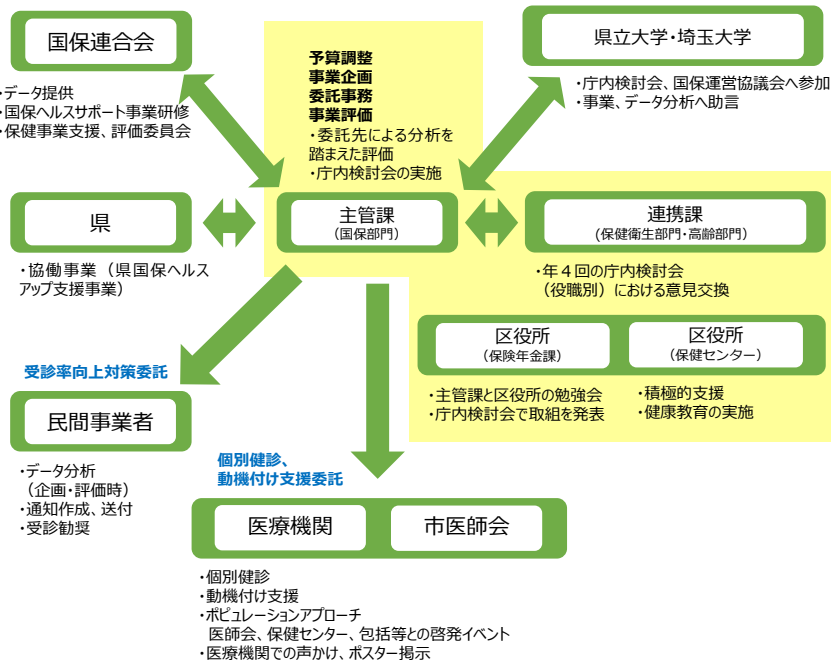 国保連合会
・データ提供
・国保ヘルスサポート事業研修
・保健事業支援、評価委員会
予算調整
事業企画
委託事務
事業評価
・委託先による分析を
踏まえた評価
・庁内検討会の実施
県立大学・埼玉大学
・庁内検討会、国保運営協議会へ参加
・事業、データ分析へ助言
県
・協働事業（県国保ヘルス
アップ支援事業）
主管課
（国保部門）
連携課
（保健衛生部門・高齢部門）
・年４回の庁内検討会
（役職別）における意見交換
区役所
（保険年金課）
・主管課と区役所の勉強会
・庁内検討会で取組を発表
区役所
（保健センター）
・積極的支援
・健康教育の実施
受診率向上対策委託
民間事業者
・データ分析
（企画・評価時）
・通知作成、送付
・受診勧奨
個別健診、
動機付け支援委託
医療機関
市医師会
・個別健診
・動機付け支援
・ポピュレーションアプローチ
医師会、保健センター、包括等との啓発イベント
・医療機関での声かけ、ポスター掲示